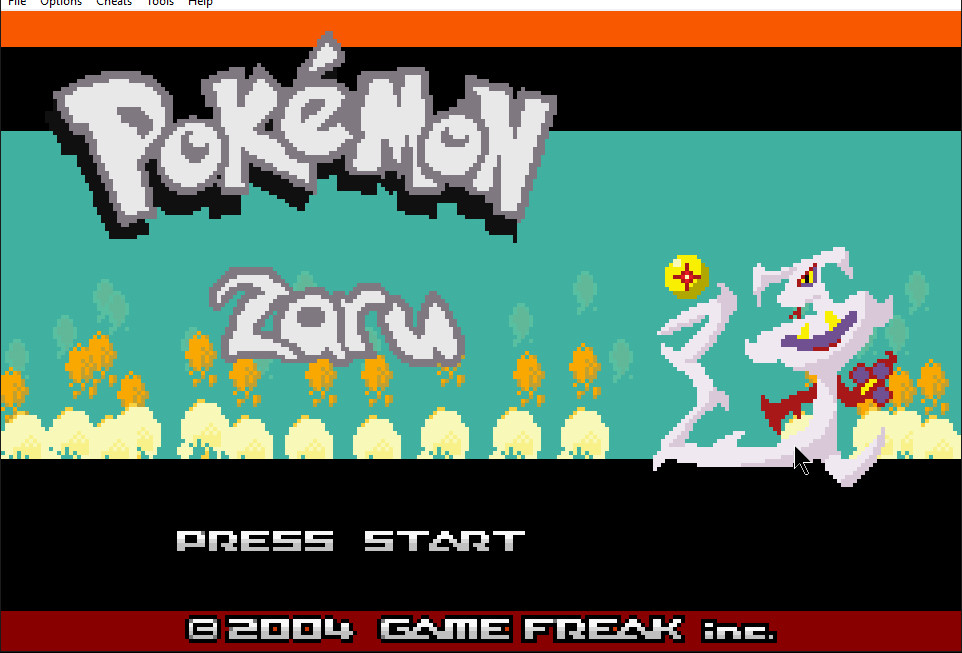 File Options Cheats Tools Help
POKéMON
Zaru
PRESS START
© 2004 GAME FREAK inc.